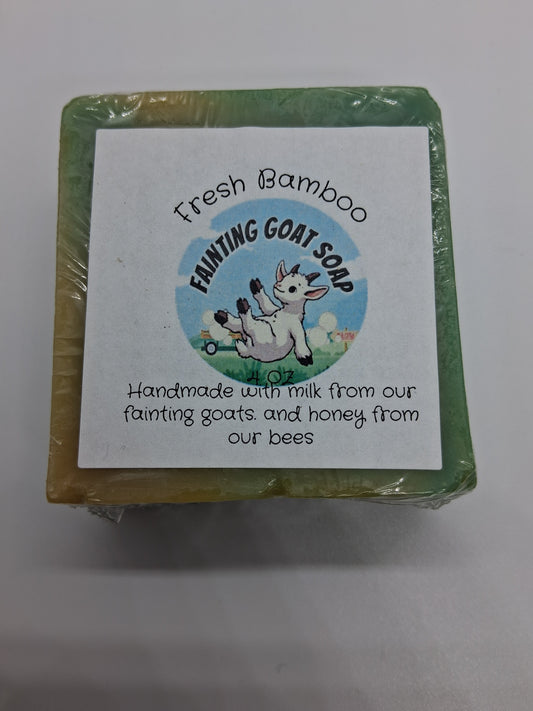 Fresh Bamboo
FAINTING GOAT SOAP
4 OZ
Handmade with milk from our
fainting goats. and honey from
our bees